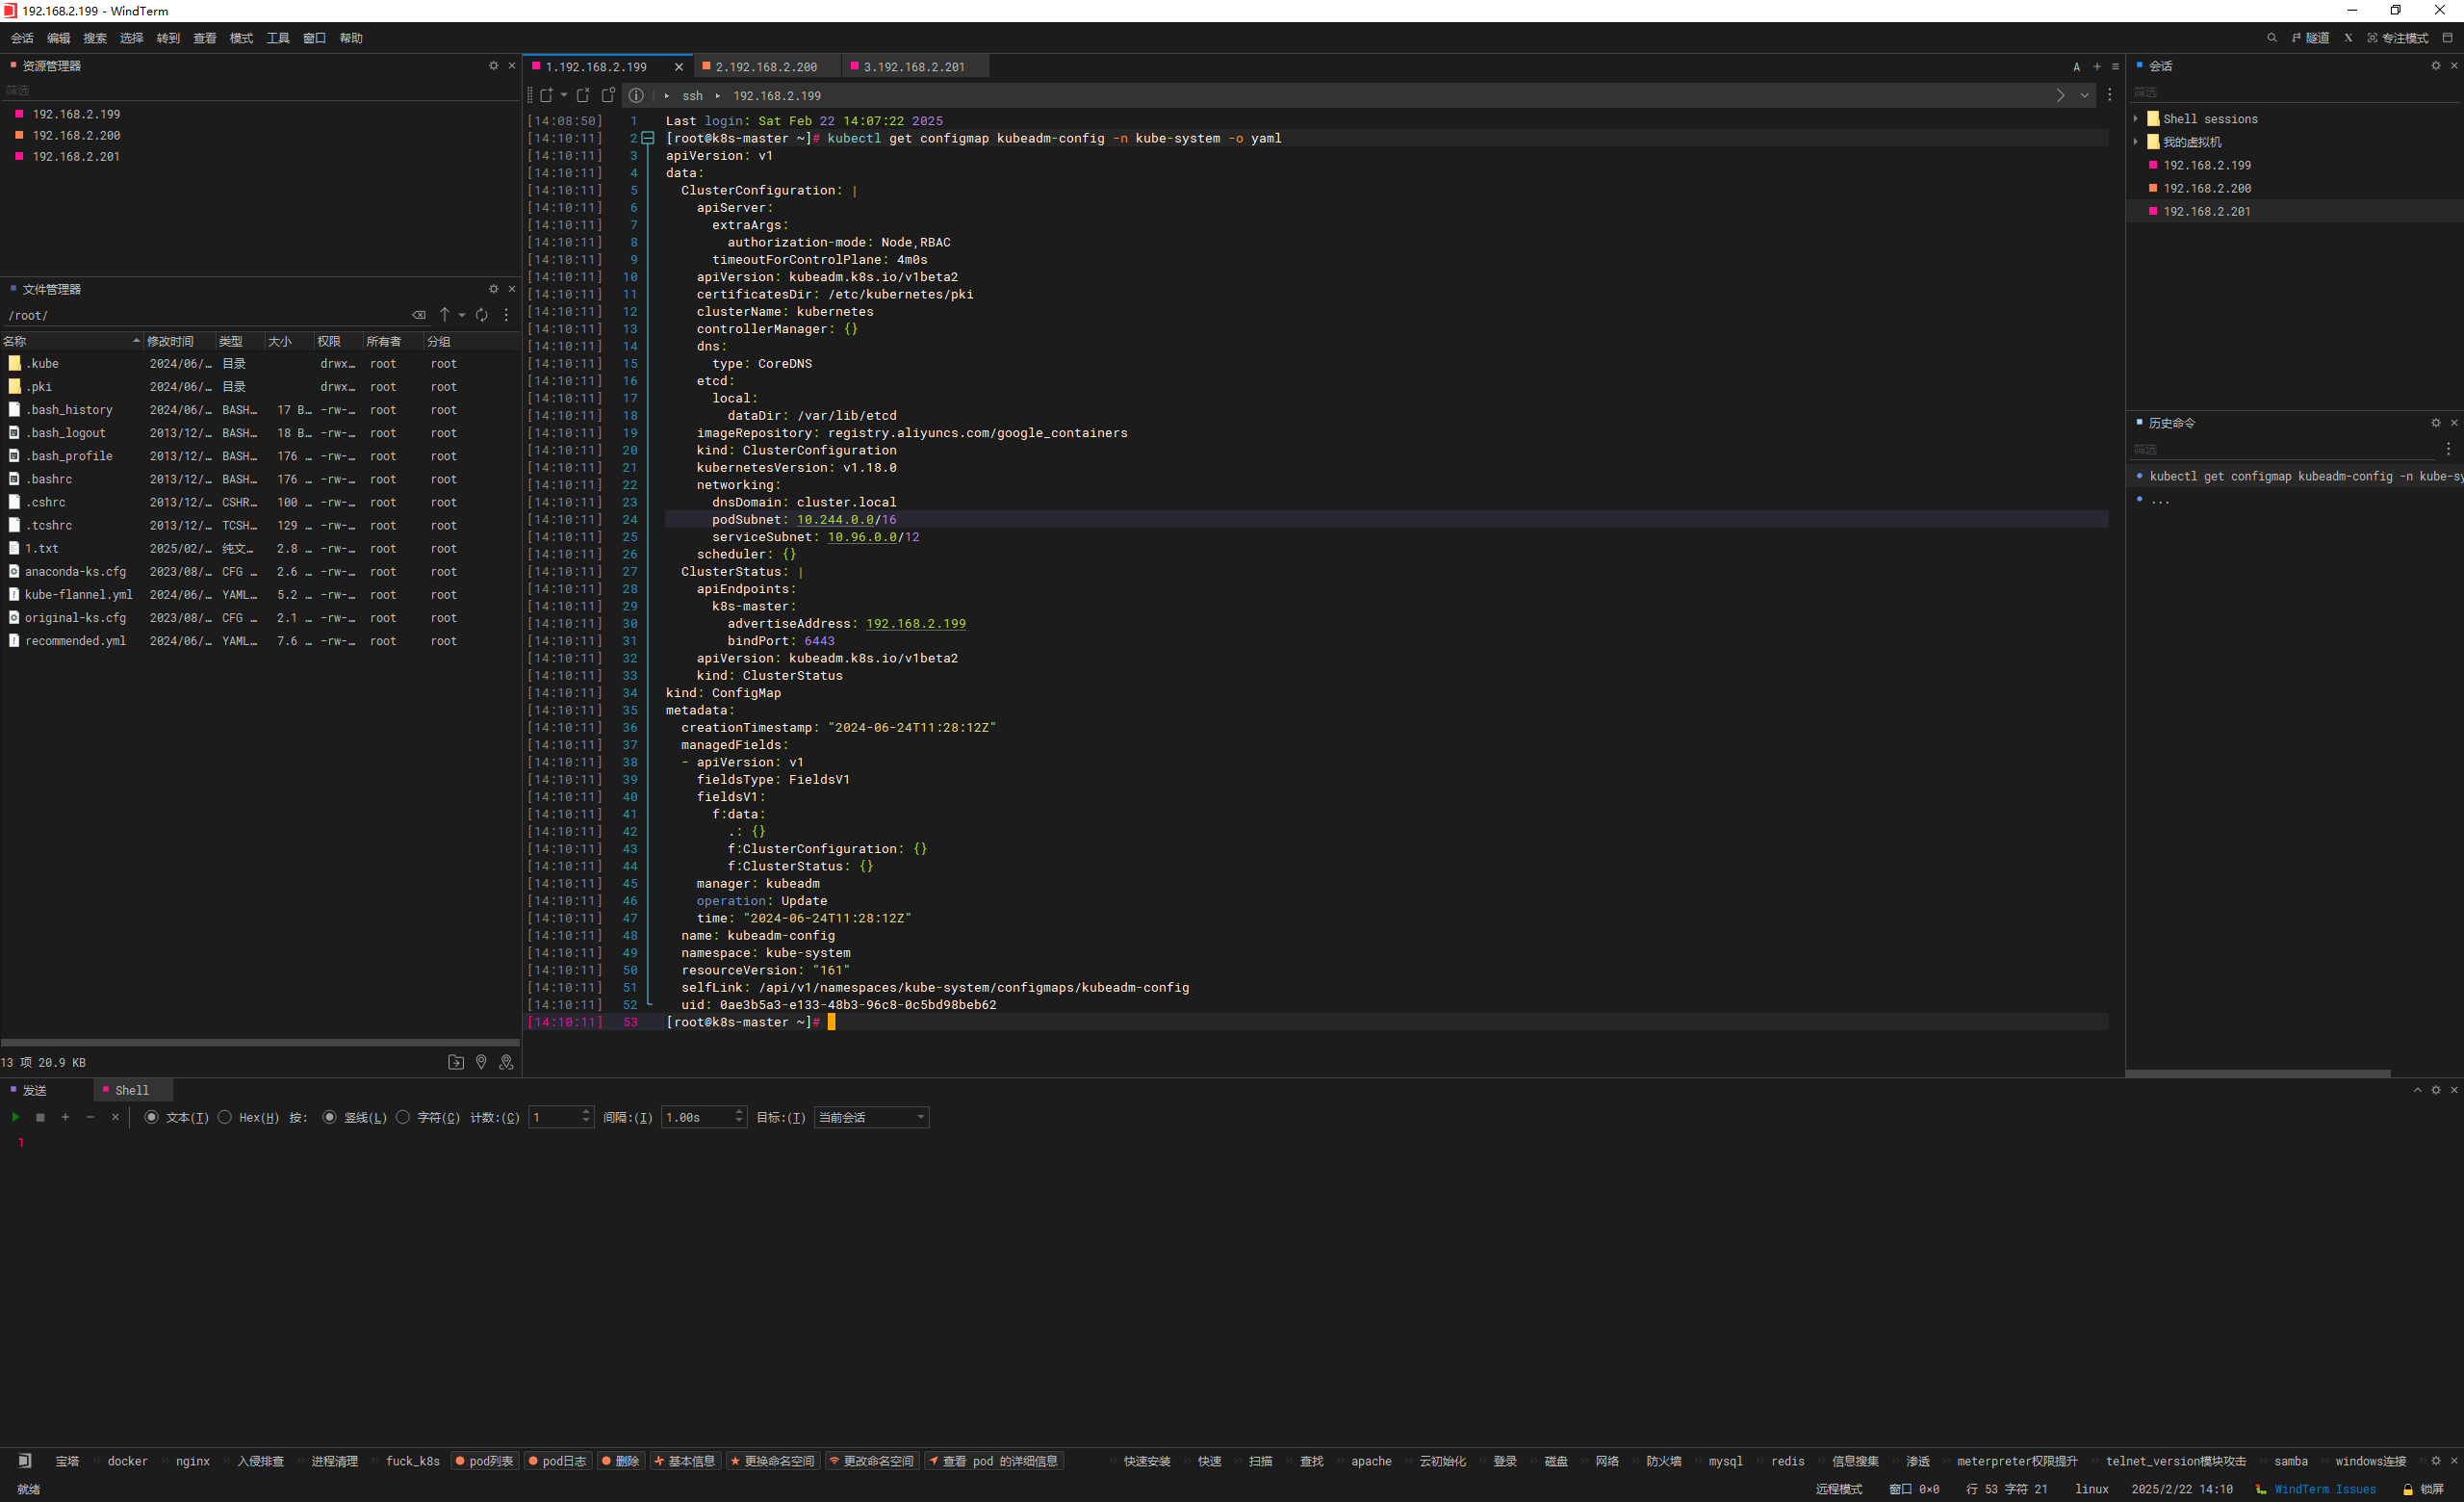 192.168.2.199 - WindTerm
会话 编辑 搜索 选择 转到 查看 模式 工具 窗口 帮助
隧道 X 专注模式
资源管理器
筛选
192.168.2.199
192.168.2.200
192.168.2.201
文件管理器
/root/
名称 修改时间 类型 大小 权限 所有者 分组
.kube 2024/06/… 目录 drwx… root root
.pki 2024/06/… 目录 drwx… root root
.bash_history 2024/06/… BASH… 17 B… -rw-… root root
.bash_logout 2013/12/… BASH… 18 B… -rw-… root root
.bash_profile 2013/12/… BASH… 176 … -rw-… root root
.bashrc 2013/12/… BASH… 176 … -rw-… root root
.cshrc 2013/12/… CSHR… 100 … -rw-… root root
.tcshrc 2013/12/… TCSH… 129 … -rw-… root root
1.txt 2025/02/… 纯文… 2.8 … -rw-… root root
anaconda-ks.cfg 2023/08/… CFG … 2.6 … -rw-… root root
kube-flannel.yml 2024/06/… YAML… 5.2 … -rw-… root root
original-ks.cfg 2023/08/… CFG … 2.1 … -rw-… root root
recommended.yml 2024/06/… YAML… 7.6 … -rw-… root root
13 项 20.9 KB
1.192.168.2.199 2.192.168.2.200 3.192.168.2.201
A
ssh 192.168.2.199
[14:08:50] 1 Last login: Sat Feb 22 14:07:22 2025
[14:10:11] 2 [root@k8s-master ~]# kubectl get configmap kubeadm-config -n kube-system -o yaml
[14:10:11] 3 apiVersion: v1
[14:10:11] 4 data:
[14:10:11] 5 ClusterConfiguration: |
[14:10:11] 6 apiServer:
[14:10:11] 7 extraArgs:
[14:10:11] 8 authorization-mode: Node,RBAC
[14:10:11] 9 timeoutForControlPlane: 4m0s
[14:10:11] 10 apiVersion: kubeadm.k8s.io/v1beta2
[14:10:11] 11 certificatesDir: /etc/kubernetes/pki
[14:10:11] 12 clusterName: kubernetes
[14:10:11] 13 controllerManager: {}
[14:10:11] 14 dns:
[14:10:11] 15 type: CoreDNS
[14:10:11] 16 etcd:
[14:10:11] 17 local:
[14:10:11] 18 dataDir: /var/lib/etcd
[14:10:11] 19 imageRepository: registry.aliyuncs.com/google_containers
[14:10:11] 20 kind: ClusterConfiguration
[14:10:11] 21 kubernetesVersion: v1.18.0
[14:10:11] 22 networking:
[14:10:11] 23 dnsDomain: cluster.local
[14:10:11] 24 podSubnet: 10.244.0.0/16
[14:10:11] 25 serviceSubnet: 10.96.0.0/12
[14:10:11] 26 scheduler: {}
[14:10:11] 27 ClusterStatus: |
[14:10:11] 28 apiEndpoints:
[14:10:11] 29 k8s-master:
[14:10:11] 30 advertiseAddress: 192.168.2.199
[14:10:11] 31 bindPort: 6443
[14:10:11] 32 apiVersion: kubeadm.k8s.io/v1beta2
[14:10:11] 33 kind: ClusterStatus
[14:10:11] 34 kind: ConfigMap
[14:10:11] 35 metadata:
[14:10:11] 36 creationTimestamp: "2024-06-24T11:28:12Z"
[14:10:11] 37 managedFields:
[14:10:11] 38 - apiVersion: v1
[14:10:11] 39 fieldsType: FieldsV1
[14:10:11] 40 fieldsV1:
[14:10:11] 41 f:data:
[14:10:11] 42 .: {}
[14:10:11] 43 f:ClusterConfiguration: {}
[14:10:11] 44 f:ClusterStatus: {}
[14:10:11] 45 manager: kubeadm
[14:10:11] 46 operation: Update
[14:10:11] 47 time: "2024-06-24T11:28:12Z"
[14:10:11] 48 name: kubeadm-config
[14:10:11] 49 namespace: kube-system
[14:10:11] 50 resourceVersion: "161"
[14:10:11] 51 selfLink: /api/v1/namespaces/kube-system/configmaps/kubeadm-config
[14:10:11] 52 uid: 0ae3b5a3-e133-48b3-96c8-0c5bd98beb62
[14:10:11] 53 [root@k8s-master ~]#
会话
筛选
Shell sessions
我的虚拟机
192.168.2.199
192.168.2.200
192.168.2.201
历史命令
筛选
kubectl get configmap kubeadm-config -n kube-sy
...
发送 Shell
文本(T) Hex(H) 按: 竖线(L) 字符(C) 计数:(C) 1 间隔:(I) 1.00s 目标:(T) 当前会话
1
宝塔 docker nginx 入侵排查 进程清理 fuck_k8s pod列表 pod日志 删除 基本信息 更换命名空间 更改命名空间 查看 pod 的详细信息 快速安装 快速 扫描 查找 apache 云初始化 登录 磁盘 网络 防火墙 mysql redis 信息搜集 渗透 meterpreter权限提升 telnet_version模块攻击 samba windows连接
就绪 远程模式 窗口 0×0 行 53 字符 21 linux 2025/2/22 14:10 WindTerm Issues 锁屏